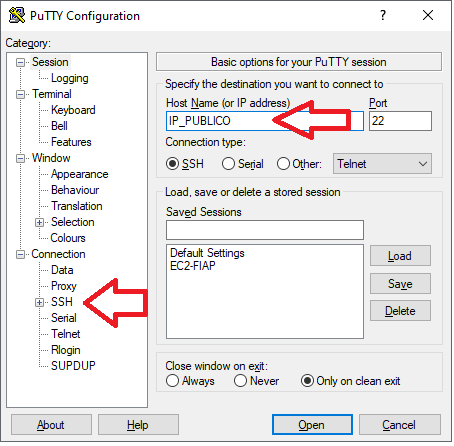 PuTTY Configuration
Category:
Session
Logging
Terminal
Keyboard
Bell
Features
Window
Appearance
Behaviour
Translation
Selection
Colours
Connection
Data
Proxy
SSH
Serial
Telnet
Rlogin
SUPDUP
Basic options for your PuTTY session
Specify the destination you want to connect to
Host Name (or IP address) Port
IP_PUBLICO 22
Connection type:
SSH Serial Other: Telnet
Load, save or delete a stored session
Saved Sessions
Default Settings
EC2-FIAP
Load
Save
Delete
Close window on exit:
Always Never Only on clean exit
About Help Open Cancel